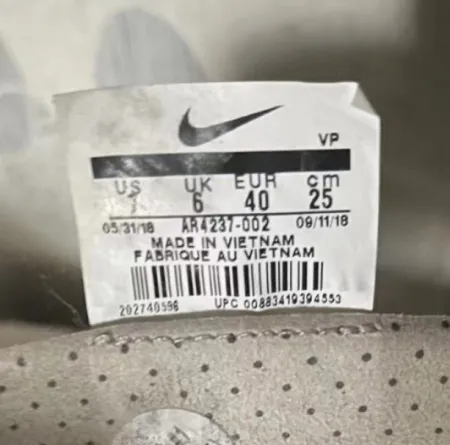 VP
US UK EUR cm
7 6 40 25
05/31/18 AR4237-002 09/11/18
MADE IN VIETNAM
FABRIQUE AU VIETNAM
202740596 UPC 00883419394553